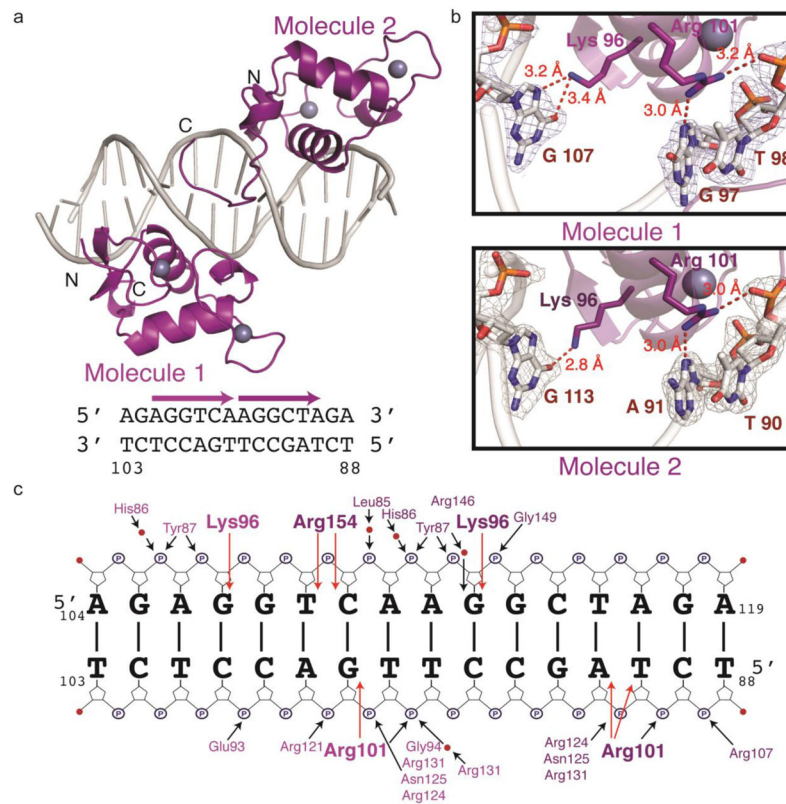 a
Molecule 2
N
C
N
C
Molecule 1
5′ AGAGGTCAAGGCTAGA 3′
3′ TCTCCAGTTCCGATCT 5′
103 88
b
Lys 96 Arg 101
3.2 Å 3.2 Å
3.4 Å 3.0 Å
G 107 T 98
G 97
Molecule 1
Arg 101
Lys 96 3.0 Å
3.0 Å
2.8 Å
G 113 A 91 T 90
Molecule 2
c
His86 Tyr87 Lys96 Arg154 Leu85 His86 Tyr87 Arg146 Lys96 Gly149
P P P P P P P P P P P P P P P
5′ A G A G G T C A A G G C T A G A
104 119
T C T C C A G T T C C G A T C T 5′
103 88
P P P P P P P P P P P P P P P
Glu93 Arg121 Arg101 Gly94 Arg131 Arg124 Arg101 Arg107
Arg131 Asn125
Asn125 Arg131
Arg124